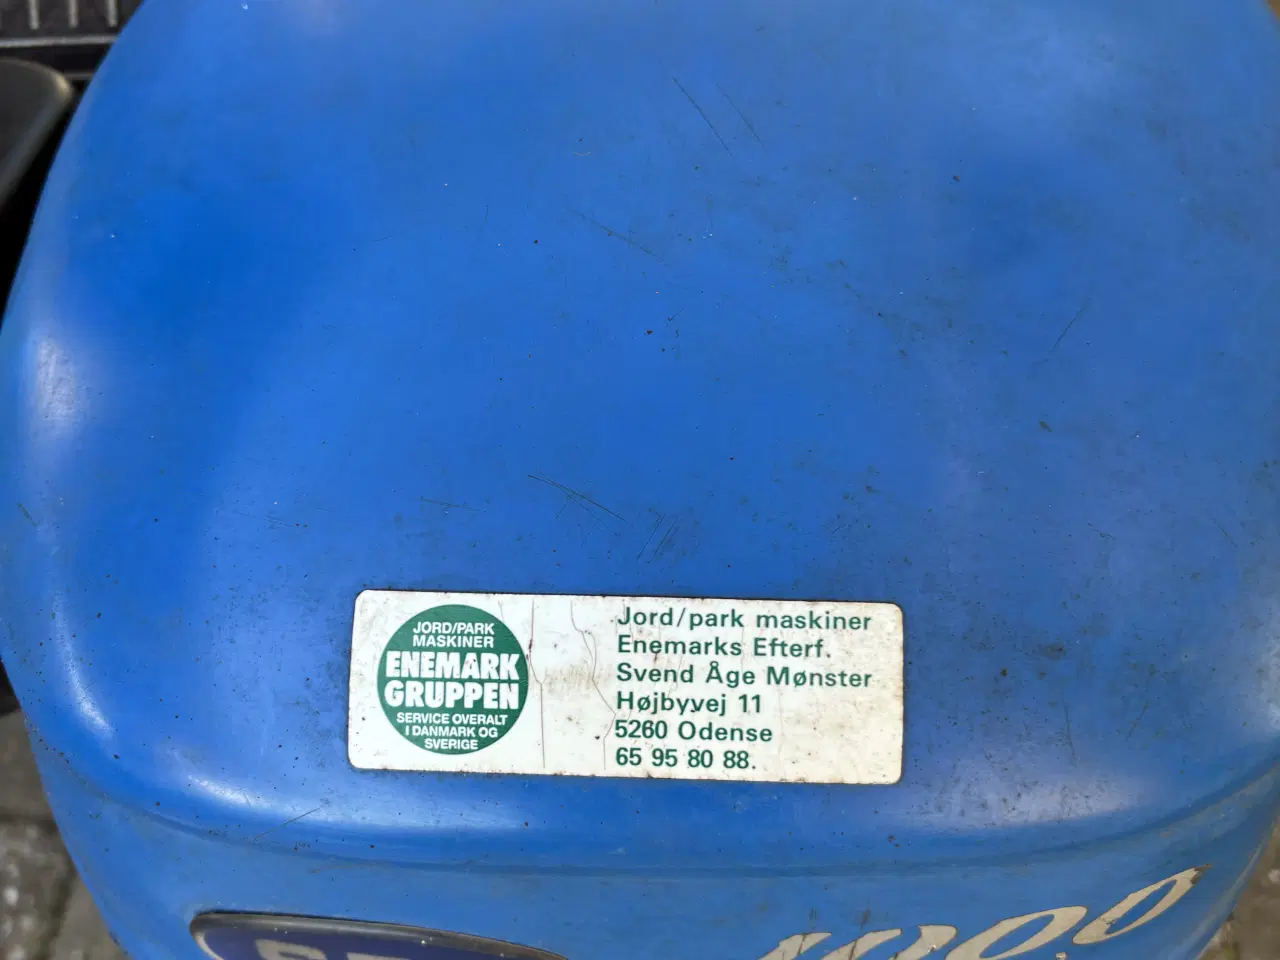 JORD/PARK
MASKINER
ENEMARK
GRUPPEN
SERVICE OVERALT
I DANMARK OG
SVERIGE
Jord/park maskiner
Enemarks Efterf.
Svend Åge Mønster
Højbyvej 11
5260 Odense
65 95 80 88.